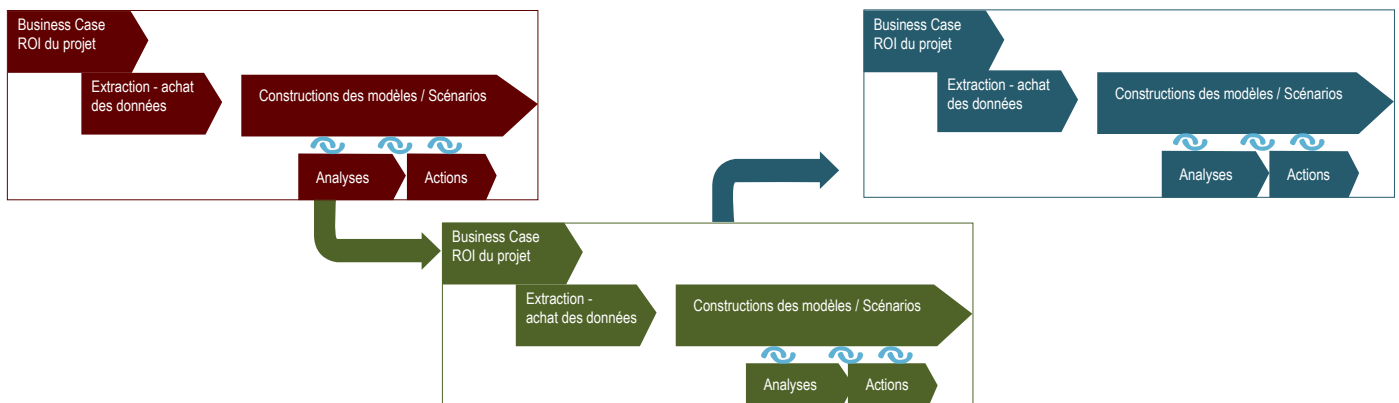 Business Case
ROI du projet
Extraction - achat
des données
Constructions des modèles / Scénarios
Analyses
Actions
Business Case
ROI du projet
Extraction - achat
des données
Constructions des modèles / Scénarios
Analyses
Actions
Business Case
ROI du projet
Extraction -
achat des données
Constructions des modèles / Scénarios
Analyses
Actions